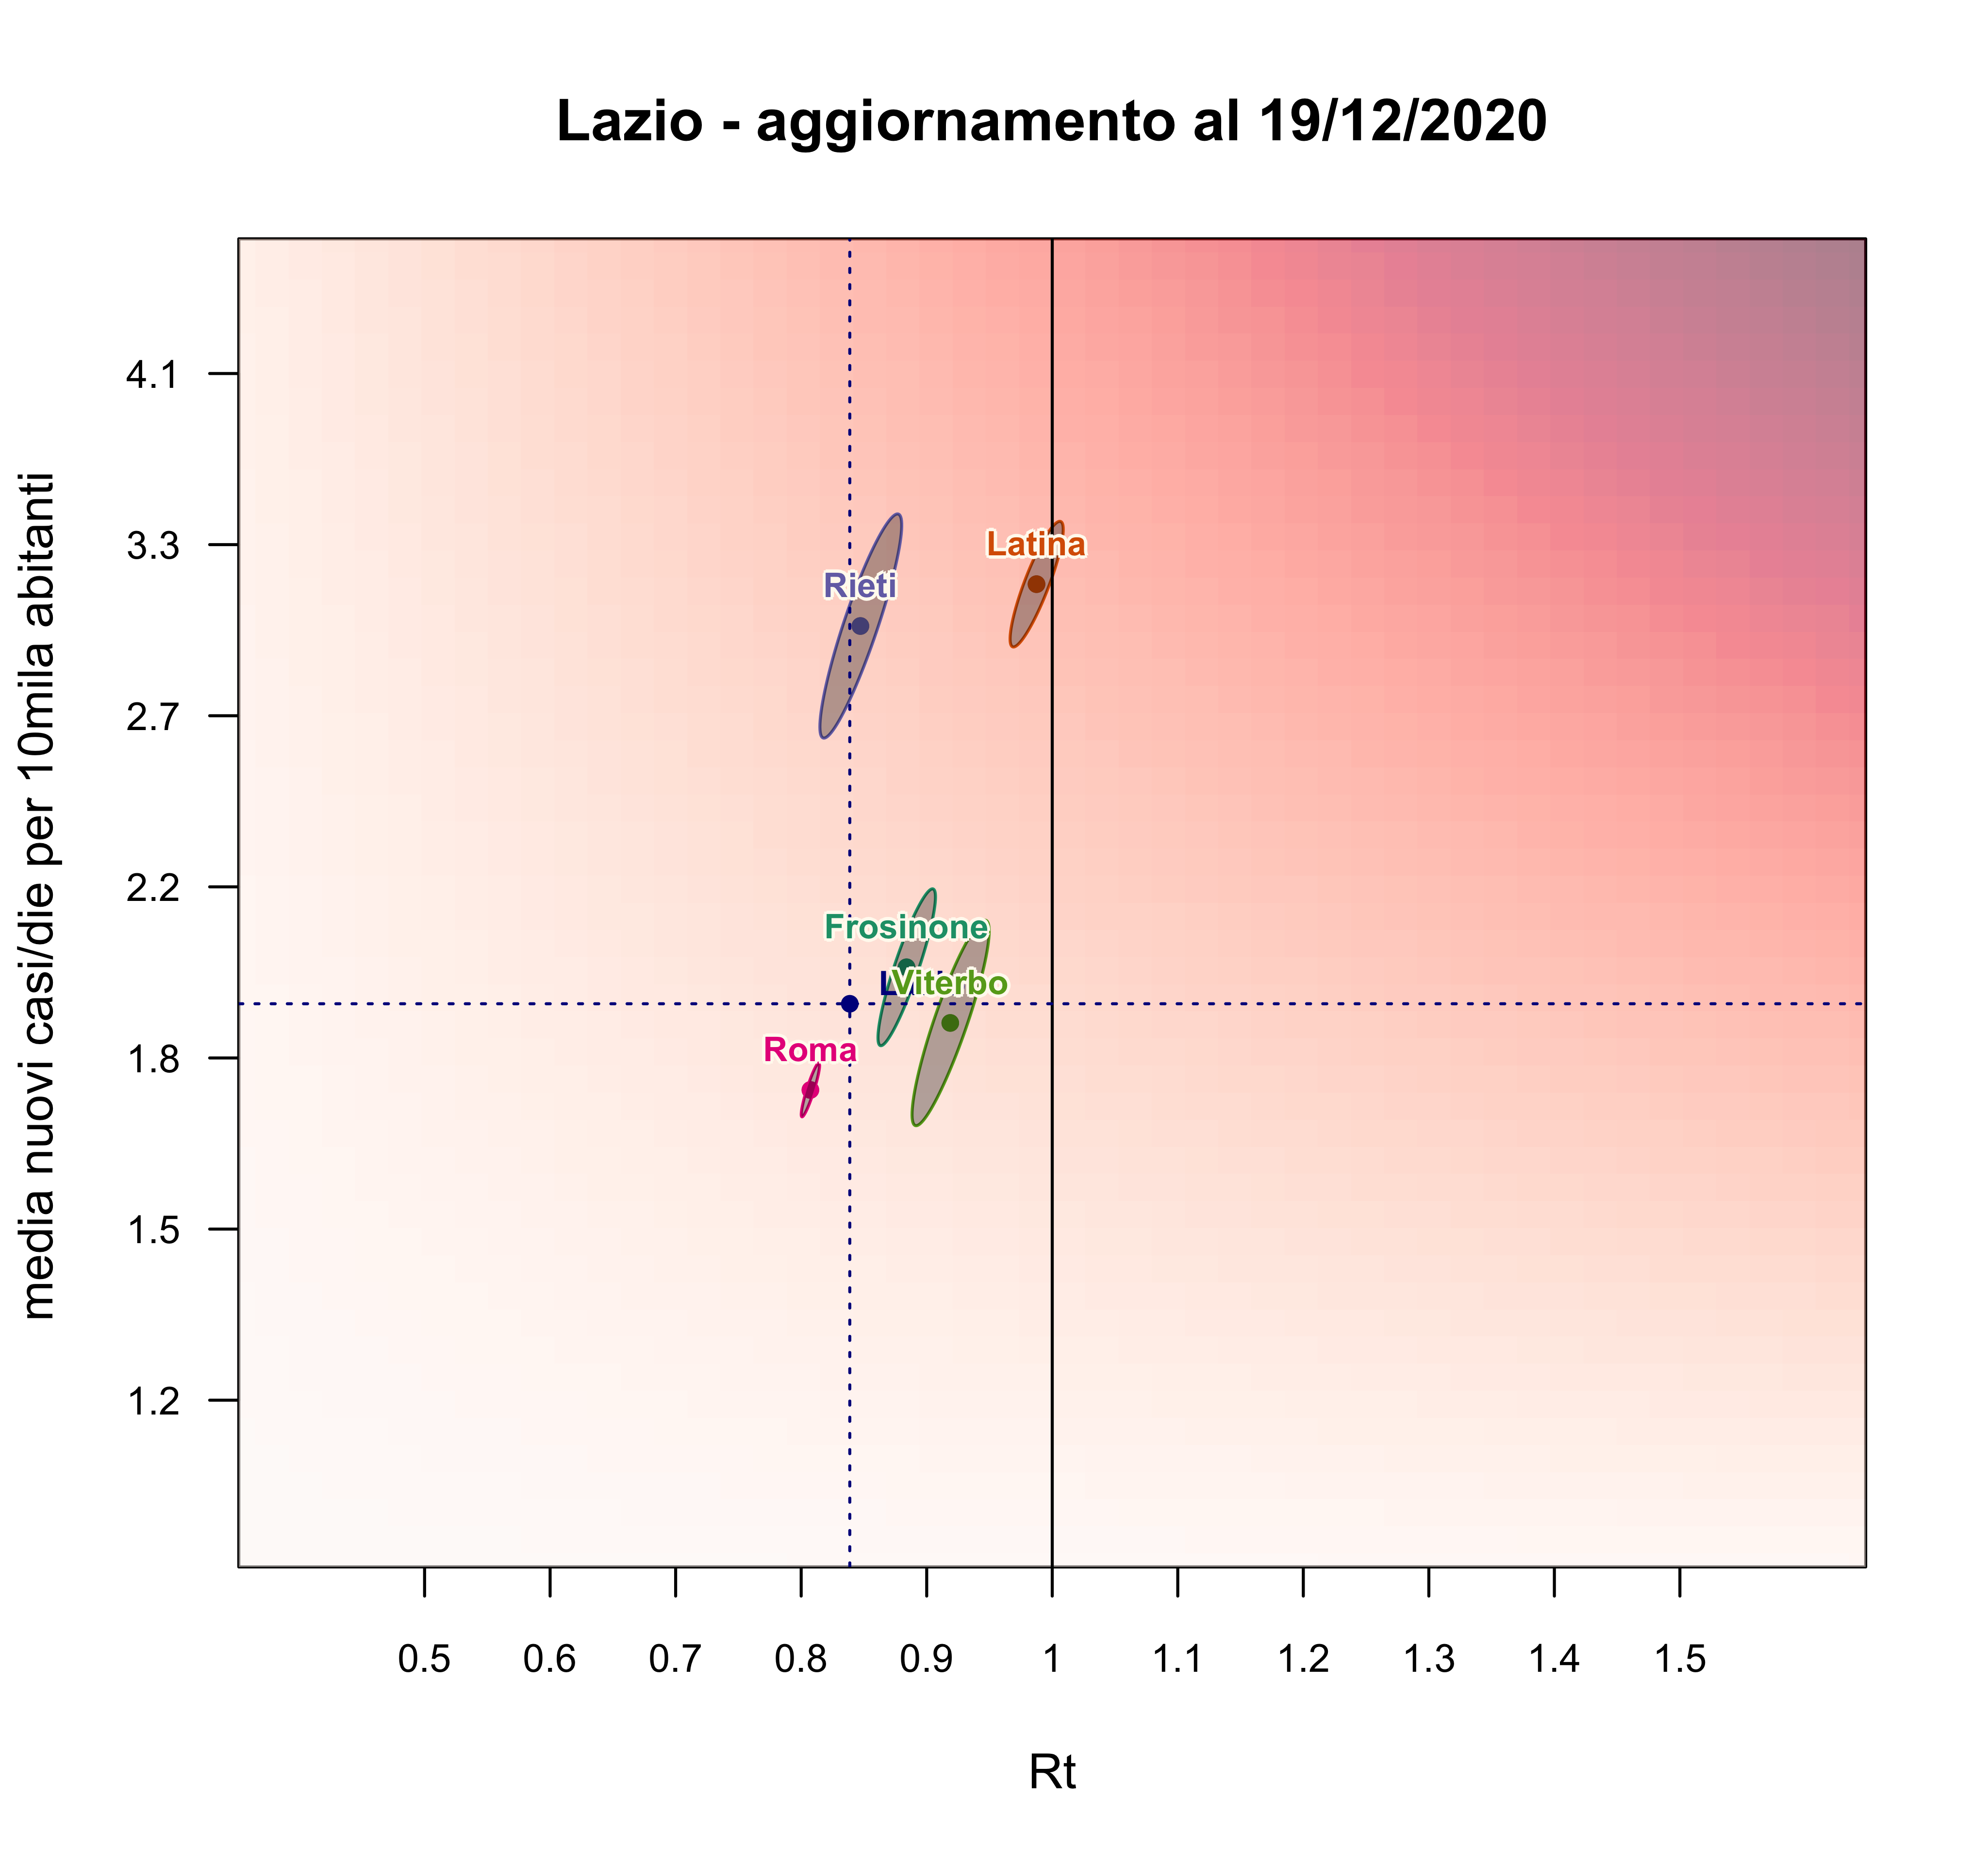 Lazio - aggiornamento al 19/12/2020
media nuovi casi/die per 10mila abitanti
4.1
3.3
2.7
2.2
1.8
1.5
1.2
Latina
Rieti
Frosinone
Viterbo
Roma
0.5 0.6 0.7 0.8 0.9 1 1.1 1.2 1.3 1.4 1.5
Rt